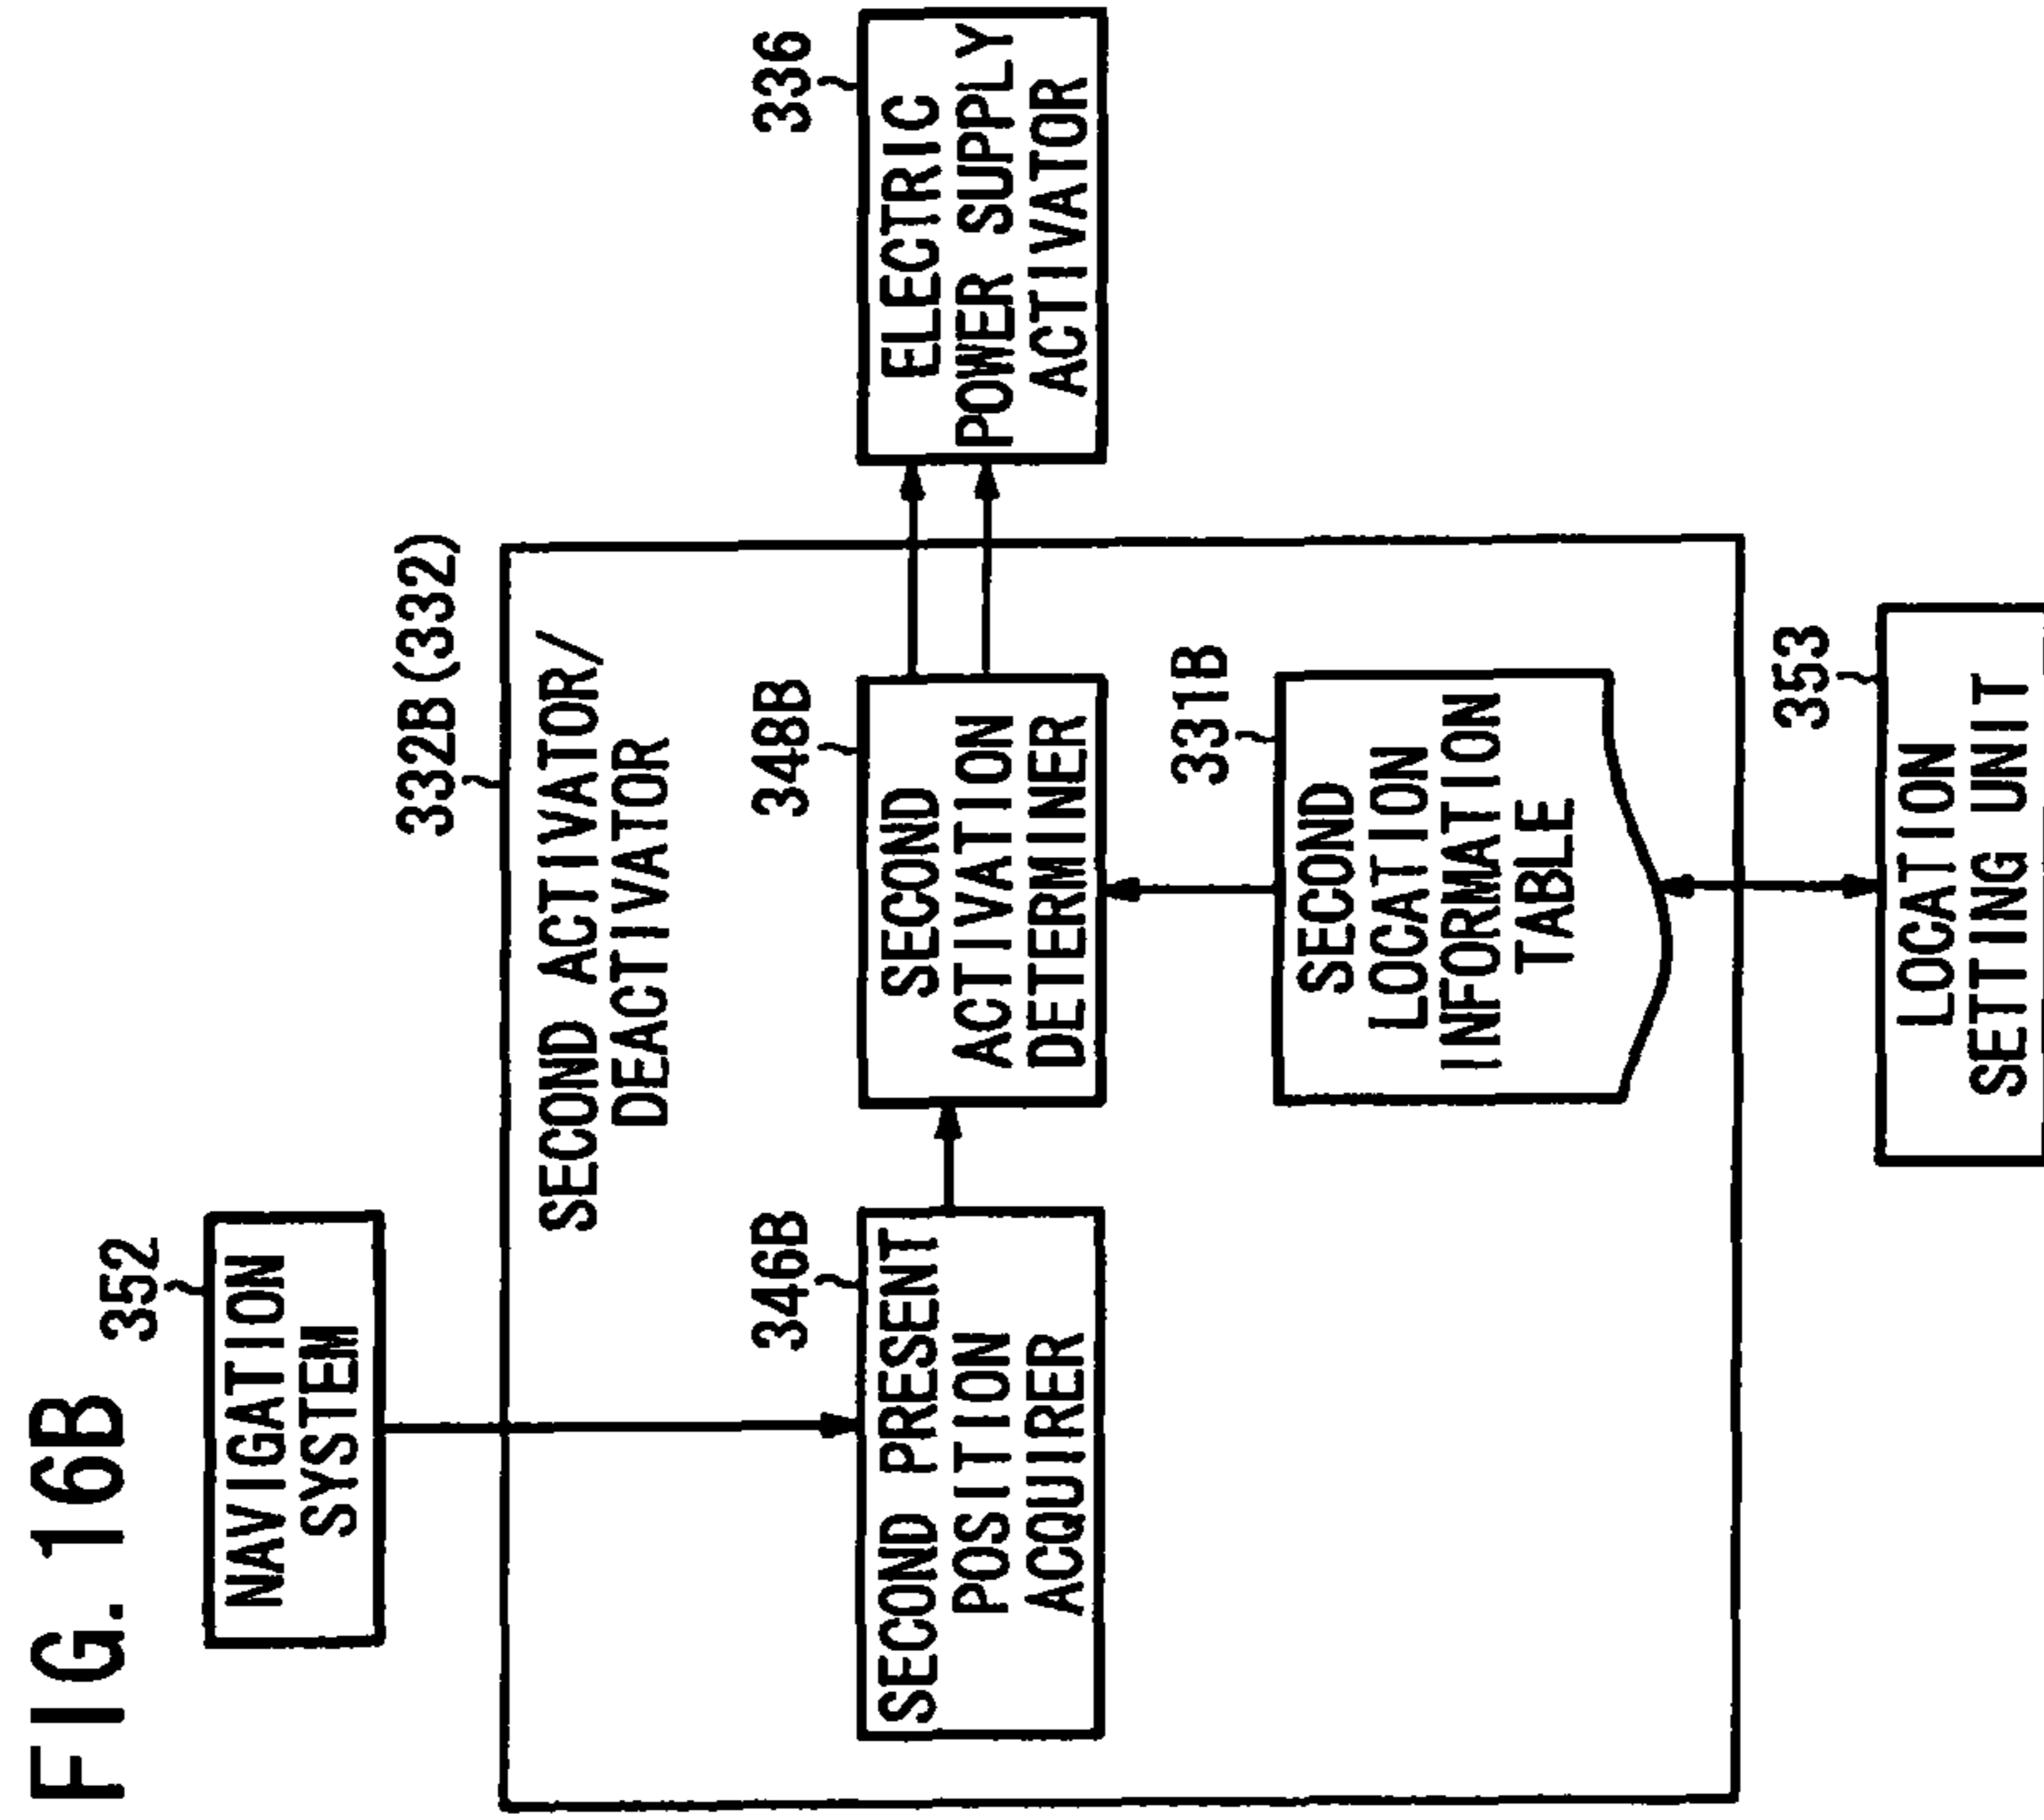 FIG. 16B
352
NAVIGATION
SYSTEM
332B (332)
SECOND ACTIVATOR/
DEACTIVATOR
346B
SECOND PRESENT
POSITION
ACQUIRER
348B
SECOND
ACTIVATION
DETERMINER
336
ELECTRIC
POWER SUPPLY
ACTIVATOR
331B
SECOND
LOCATION
INFORMATION
TABLE
353
LOCATION
SETTING UNIT